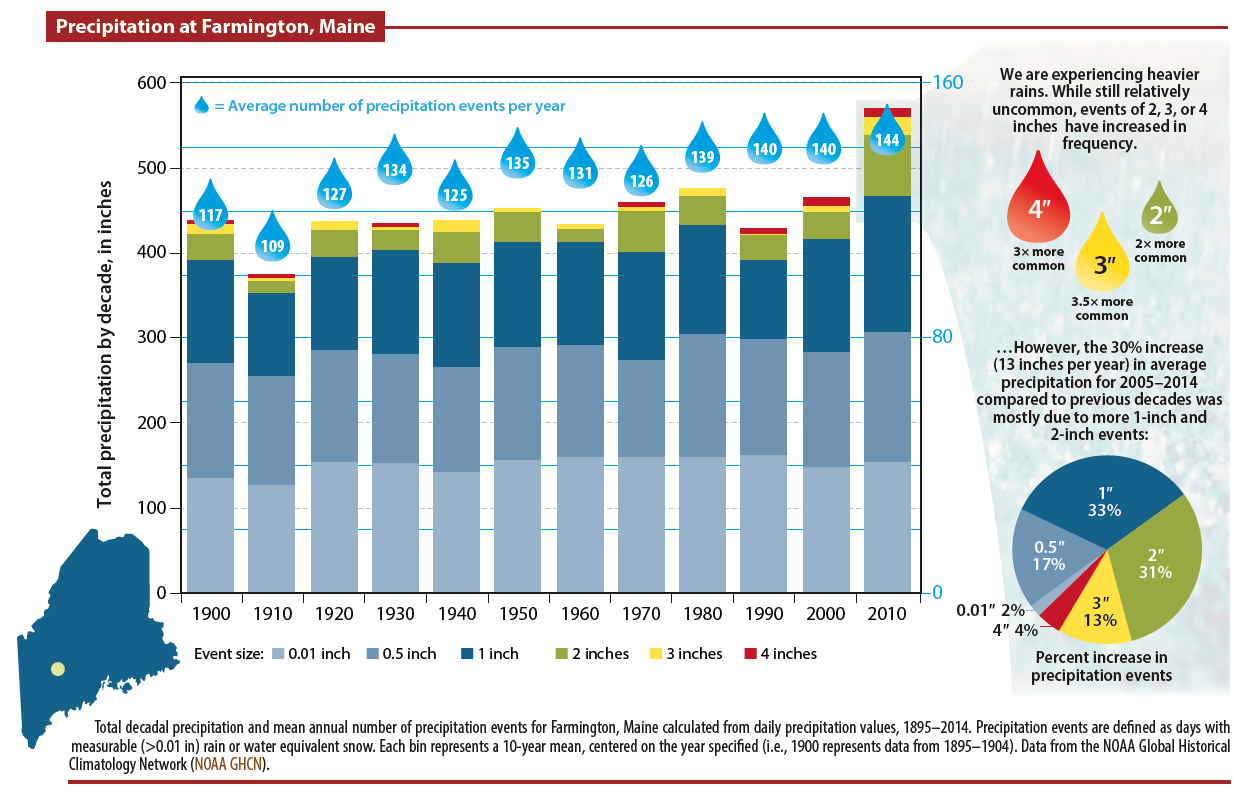 Precipitation at Farmington, Maine
Total precipitation by decade, in inches
600
500
400
300
200
100
0
160
80
0
= Average number of precipitation events per year
117
109
127
134
125
135
131
126
139
140
140
144
1900 1910 1920 1930 1940 1950 1960 1970 1980 1990 2000 2010
Event size: 0.01 inch 0.5 inch 1 inch 2 inches 3 inches 4 inches
We are experiencing heavier
rains. While still relatively
uncommon, events of 2, 3, or 4
inches have increased in
frequency.
4″
3× more
common
3″
3.5× more
common
2″
2× more
common
…However, the 30% increase
(13 inches per year) in average
precipitation for 2005–2014
compared to previous decades was
mostly due to more 1-inch and
2-inch events:
1″
33%
2″
31%
3″
13%
4″ 4%
0.01″ 2%
0.5″
17%
Percent increase in
precipitation events
Total decadal precipitation and mean annual number of precipitation events for Farmington, Maine calculated from daily precipitation values, 1895–2014. Precipitation events are defined as days with
measurable (>0.01 in) rain or water equivalent snow. Each bin represents a 10-year mean, centered on the year specified (i.e., 1900 represents data from 1895–1904). Data from the NOAA Global Historical
Climatology Network (NOAA GHCN).